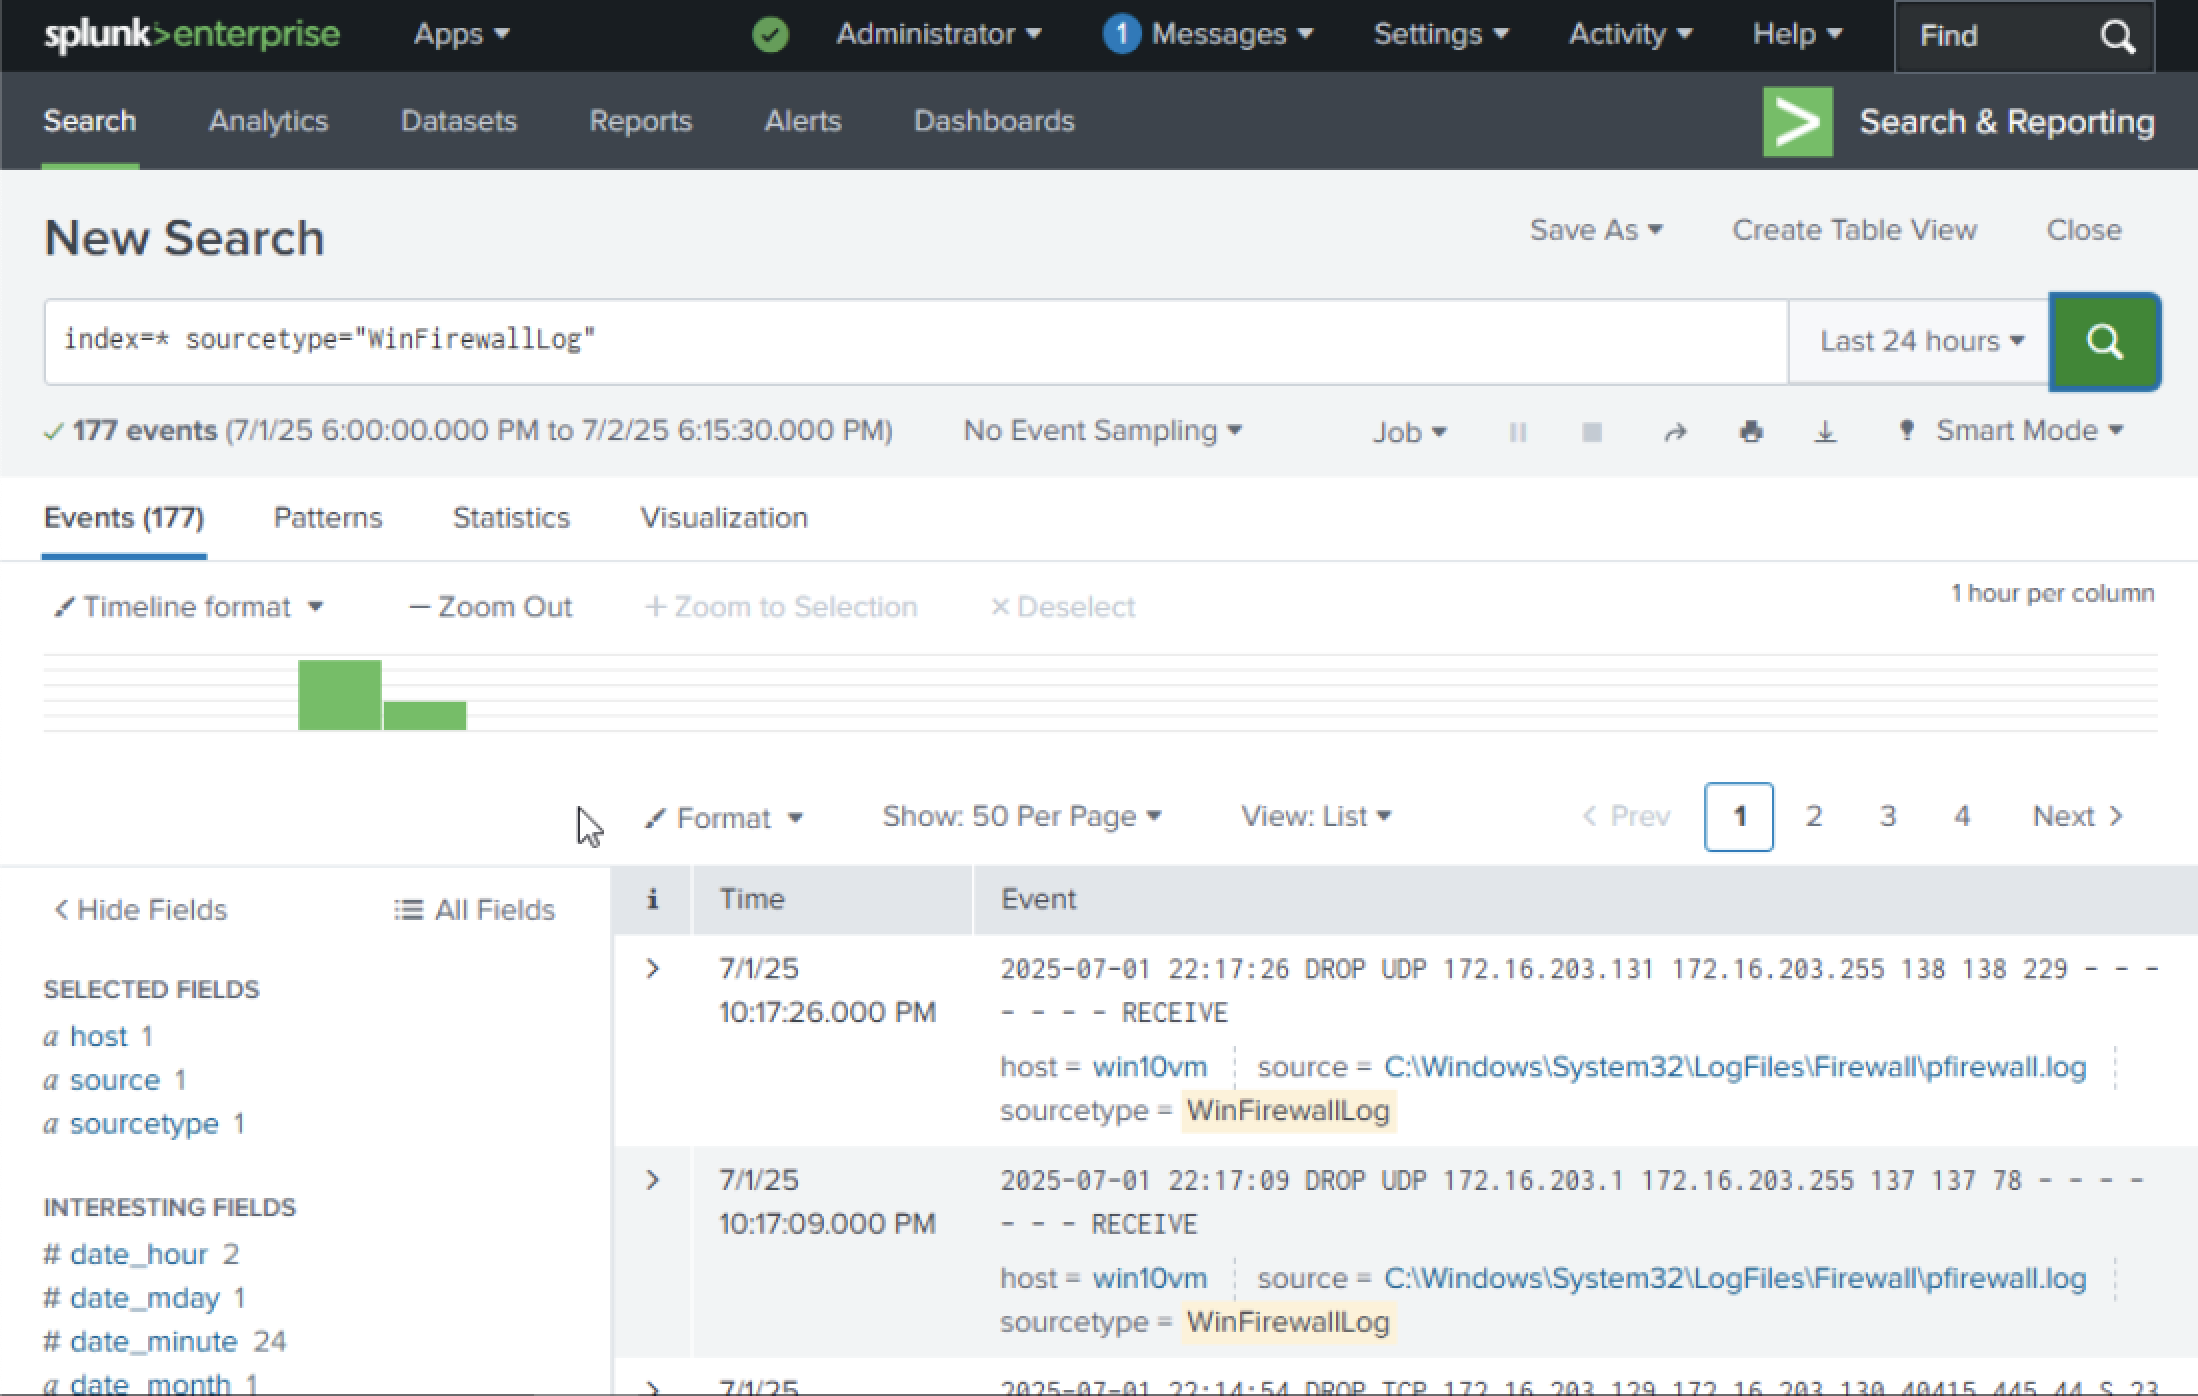 splunk>enterprise Apps Administrator 1 Messages Settings Activity Help Find
Search Analytics Datasets Reports Alerts Dashboards Search & Reporting
New Search Save As Create Table View Close
index=* sourcetype="WinFirewallLog" Last 24 hours
177 events (7/1/25 6:00:00.000 PM to 7/2/25 6:15:30.000 PM) No Event Sampling Job Smart Mode
Events (177) Patterns Statistics Visualization
Timeline format — Zoom Out + Zoom to Selection × Deselect 1 hour per column
Format Show: 50 Per Page View: List < Prev 1 2 3 4 Next >
< Hide Fields All Fields
SELECTED FIELDS
a host 1
a source 1
a sourcetype 1
INTERESTING FIELDS
# date_hour 2
# date_mday 1
# date_minute 24
a date_month 1
i Time Event
> 7/1/25 2025-07-01 22:17:26 DROP UDP 172.16.203.131 172.16.203.255 138 138 229 - - -
10:17:26.000 PM - - - - RECEIVE
host = win10vm source = C:\Windows\System32\LogFiles\Firewall\pfirewall.log
sourcetype = WinFirewallLog
> 7/1/25 2025-07-01 22:17:09 DROP UDP 172.16.203.1 172.16.203.255 137 137 78 - - - -
10:17:09.000 PM - - - RECEIVE
host = win10vm source = C:\Windows\System32\LogFiles\Firewall\pfirewall.log
sourcetype = WinFirewallLog
> 7/1/25 2025-07-01 22:14:54 DROP TCP 172.16.203.129 172.16.203.130 40415 445 44 S 23